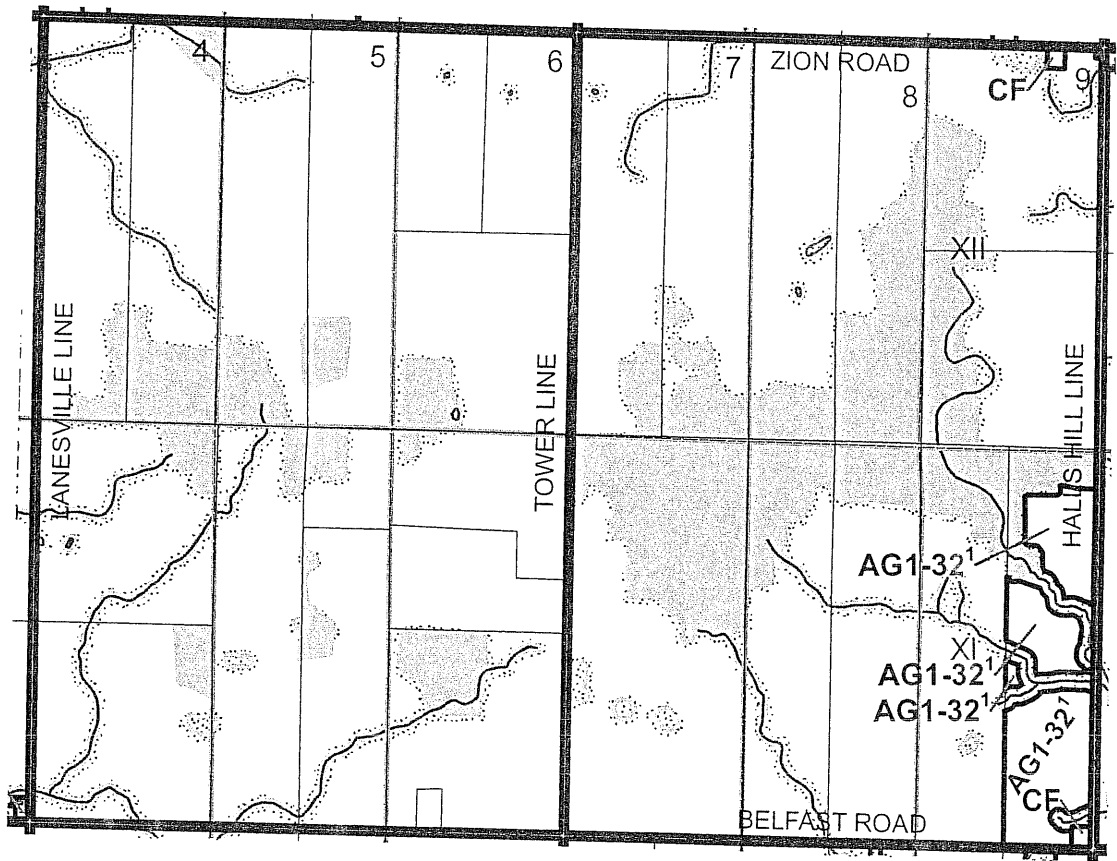 4
5
6
7
ZION ROAD
8
CF
9
XII
LANESVILLE LINE
TOWER LINE
HALLS HILL LINE
AG1-32¹
XI
AG1-32¹
AG1-32¹
AG1-32¹
CF
BELFAST ROAD